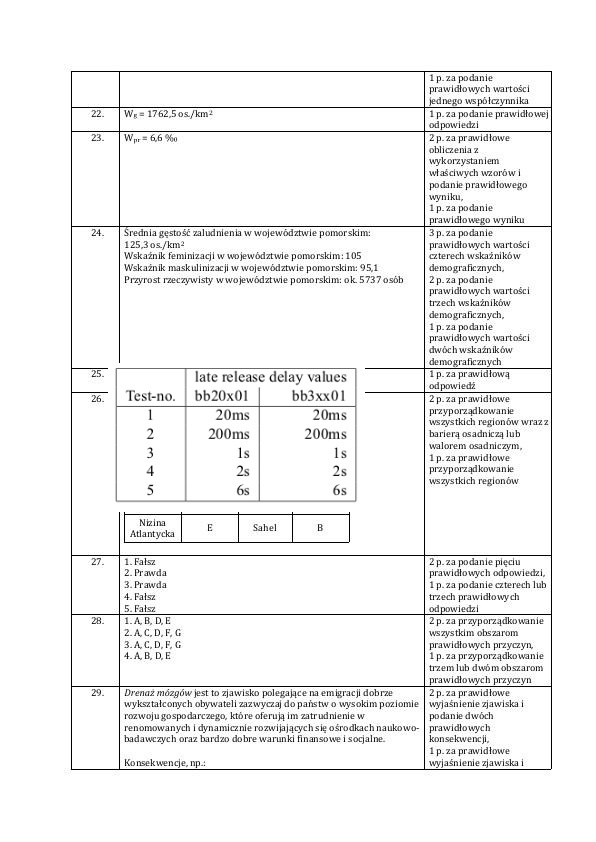 1 p. za podanie
prawidłowych wartości
jednego współczynnika
22.
Wg = 1762,5 os./km²
1 p. za podanie prawidłowej
odpowiedzi
23.
Wpr = 6,6 ‰
2 p. za prawidłowe
obliczenia z
wykorzystaniem
właściwych wzorów i
podanie prawidłowego
wyniku,
1 p. za podanie
prawidłowego wyniku
24.
Średnia gęstość zaludnienia w województwie pomorskim:
125,3 os./km²
Wskaźnik feminizacji w województwie pomorskim: 105
Wskaźnik maskulinizacji w województwie pomorskim: 95,1
Przyrost rzeczywisty w województwie pomorskim: ok. 5737 osób
3 p. za podanie
prawidłowych wartości
czterech wskaźników
demograficznych,
2 p. za podanie
prawidłowych wartości
trzech wskaźników
demograficznych,
1 p. za podanie
prawidłowych wartości
dwóch wskaźników
demograficznych
25.
1 p. za prawidłową
odpowiedź
26.
late release delay values
Test-no. bb20x01 bb3xx01
1 20ms 20ms
2 200ms 200ms
3 1s 1s
4 2s 2s
5 6s 6s
Nizina
Atlantycka
E Sahel B
2 p. za prawidłowe
przyporządkowanie
wszystkich regionów wraz z
barierą osadniczą lub
walorem osadniczym,
1 p. za prawidłowe
przyporządkowanie
wszystkich regionów
27.
1. Fałsz
2. Prawda
3. Prawda
4. Fałsz
5. Fałsz
2 p. za podanie pięciu
prawidłowych odpowiedzi,
1 p. za podanie czterech lub
trzech prawidłowych
odpowiedzi
28.
1. A, B, D, E
2. A, C, D, F, G
3. A, C, D, F, G
4. A, B, D, E
2 p. za przyporządkowanie
wszystkim obszarom
prawidłowych przyczyn,
1 p. za przyporządkowanie
trzem lub dwóm obszarom
prawidłowych przyczyn
29.
Drenaż mózgów jest to zjawisko polegające na emigracji dobrze
wykształconych obywateli zazwyczaj do państw o wysokim poziomie
rozwoju gospodarczego, które oferują im zatrudnienie w
renomowanych i dynamicznie rozwijających się ośrodkach naukowo-
badawczych oraz bardzo dobre warunki finansowe i socjalne.
Konsekwencje, np.:
2 p. za prawidłowe
wyjaśnienie zjawiska i
podanie dwóch
prawidłowych
konsekwencji,
1 p. za prawidłowe
wyjaśnienie zjawiska i